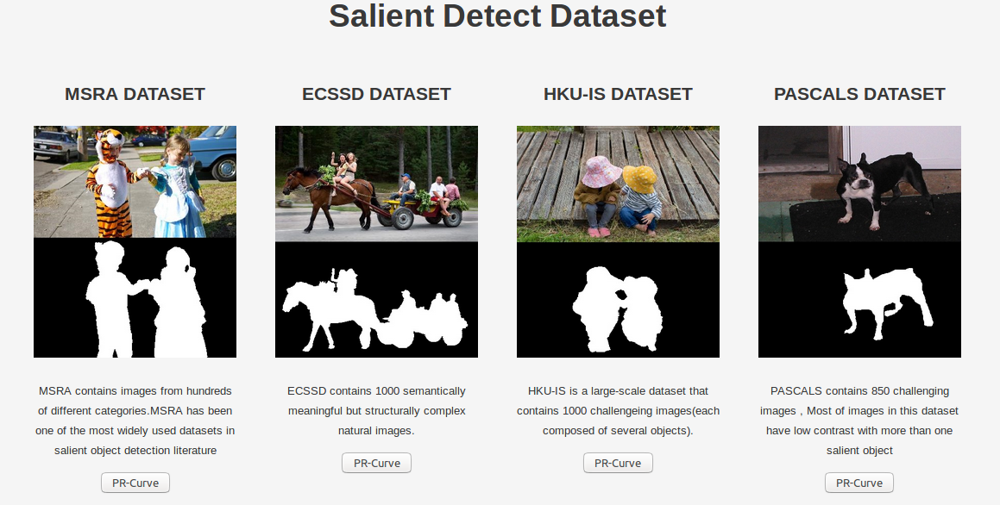 Salient Detect Dataset
MSRA DATASET
ECSSD DATASET
HKU-IS DATASET
PASCALS DATASET
MSRA contains images from hundreds
of different categories.MSRA has been
one of the most widely used datasets in
salient object detection literature
PR-Curve
ECSSD contains 1000 semantically
meaningful but structurally complex
natural images.
PR-Curve
HKU-IS is a large-scale dataset that
contains 1000 challengeing images(each
composed of several objects).
PR-Curve
PASCALS contains 850 challenging
images , Most of images in this dataset
have low contrast with more than one
salient object
PR-Curve